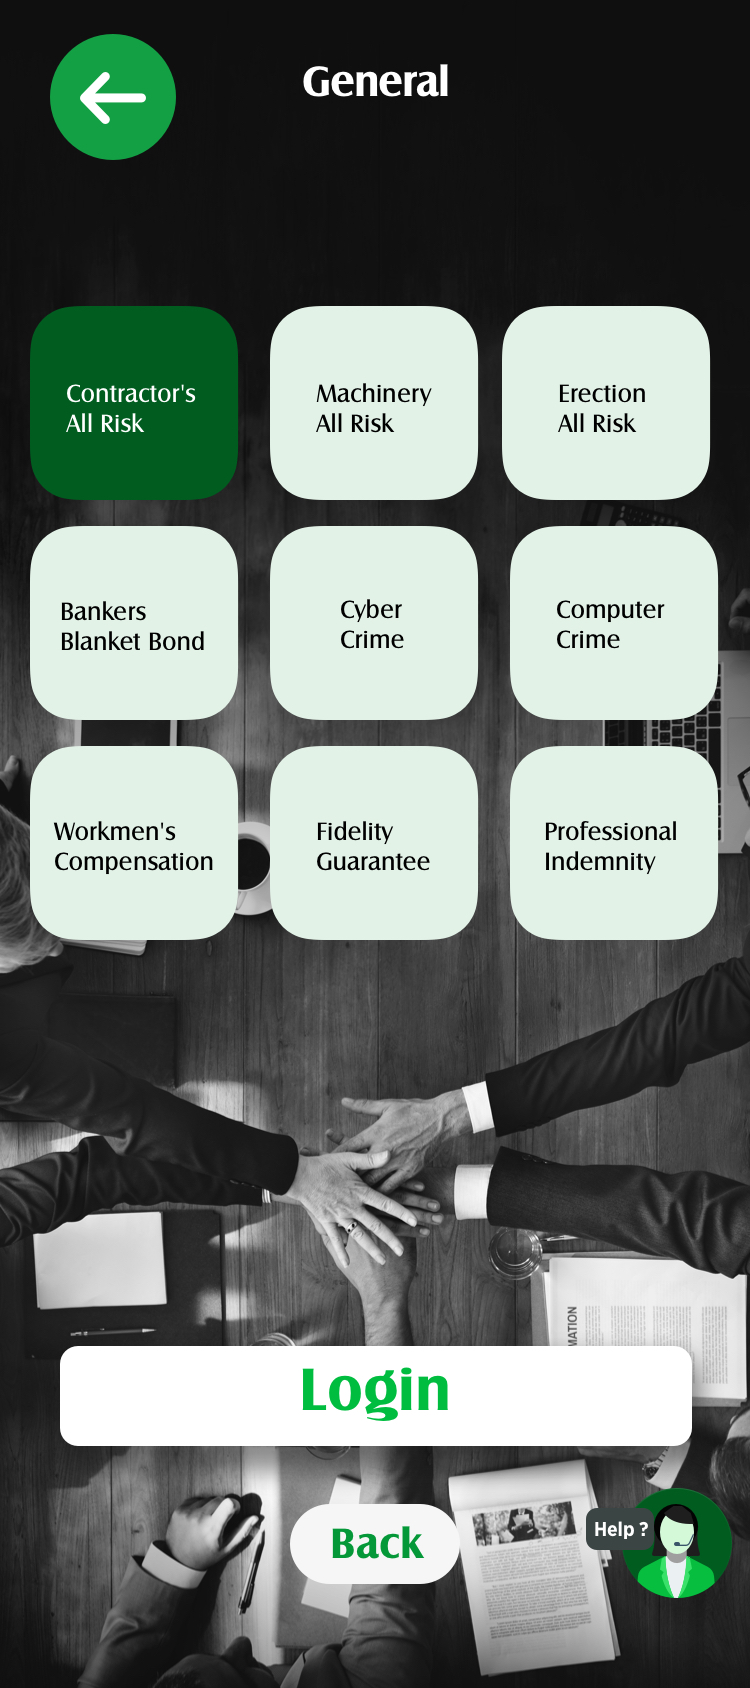 General
Contractor's
All Risk
Machinery
All Risk
Erection
All Risk
Bankers
Blanket Bond
Cyber
Crime
Computer
Crime
Workmen's
Compensation
Fidelity
Guarantee
Professional
Indemnity
MATION
Login
Back
Help ?